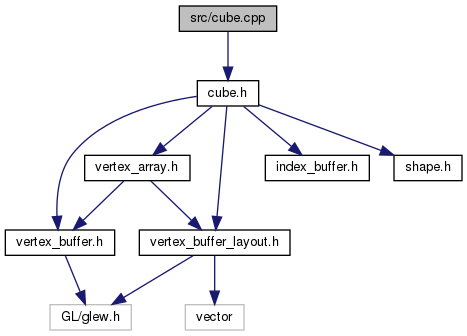 src/cube.cpp
cube.h
vertex_array.h
index_buffer.h
shape.h
vertex_buffer.h
vertex_buffer_layout.h
GL/glew.h
vector